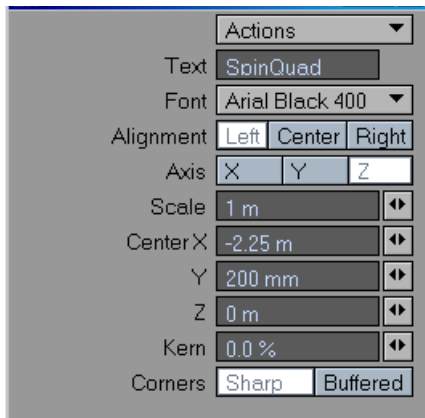 Actions
Text SpinQuad
Font Arial Black 400
Alignment Left Center Right
Axis X Y Z
Scale 1 m
Center X -2.25 m
Y 200 mm
Z 0 m
Kern 0.0 %
Corners Sharp Buffered